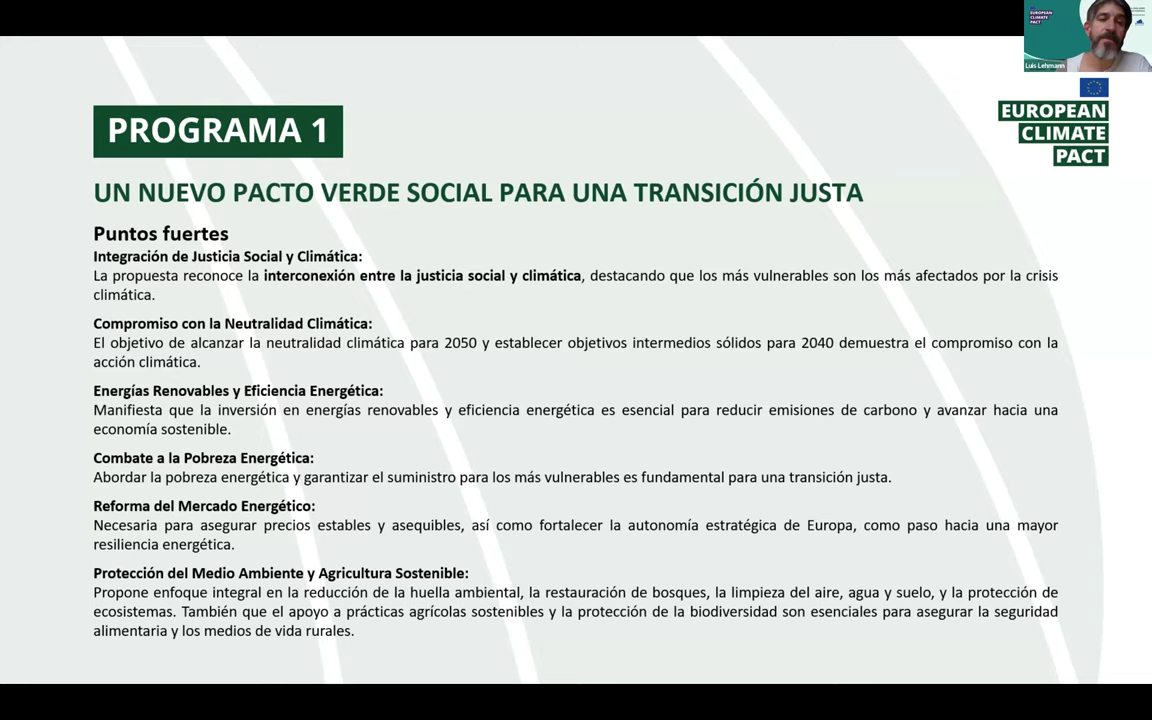 EUROPEAN
CLIMATE
PACT
Luis Lehmann
EUROPEAN
CLIMATE
PACT
PROGRAMA 1
UN NUEVO PACTO VERDE SOCIAL PARA UNA TRANSICIÓN JUSTA
Puntos fuertes
Integración de Justicia Social y Climática:
La propuesta reconoce la interconexión entre la justicia social y climática, destacando que los más vulnerables son los más afectados por la crisis
climática.
Compromiso con la Neutralidad Climática:
El objetivo de alcanzar la neutralidad climática para 2050 y establecer objetivos intermedios sólidos para 2040 demuestra el compromiso con la
acción climática.
Energías Renovables y Eficiencia Energética:
Manifiesta que la inversión en energías renovables y eficiencia energética es esencial para reducir emisiones de carbono y avanzar hacia una
economía sostenible.
Combate a la Pobreza Energética:
Abordar la pobreza energética y garantizar el suministro para los más vulnerables es fundamental para una transición justa.
Reforma del Mercado Energético:
Necesaria para asegurar precios estables y asequibles, así como fortalecer la autonomía estratégica de Europa, como paso hacia una mayor
resiliencia energética.
Protección del Medio Ambiente y Agricultura Sostenible:
Propone enfoque integral en la reducción de la huella ambiental, la restauración de bosques, la limpieza del aire, agua y suelo, y la protección de
ecosistemas. También que el apoyo a prácticas agrícolas sostenibles y la protección de la biodiversidad son esenciales para asegurar la seguridad
alimentaria y los medios de vida rurales.